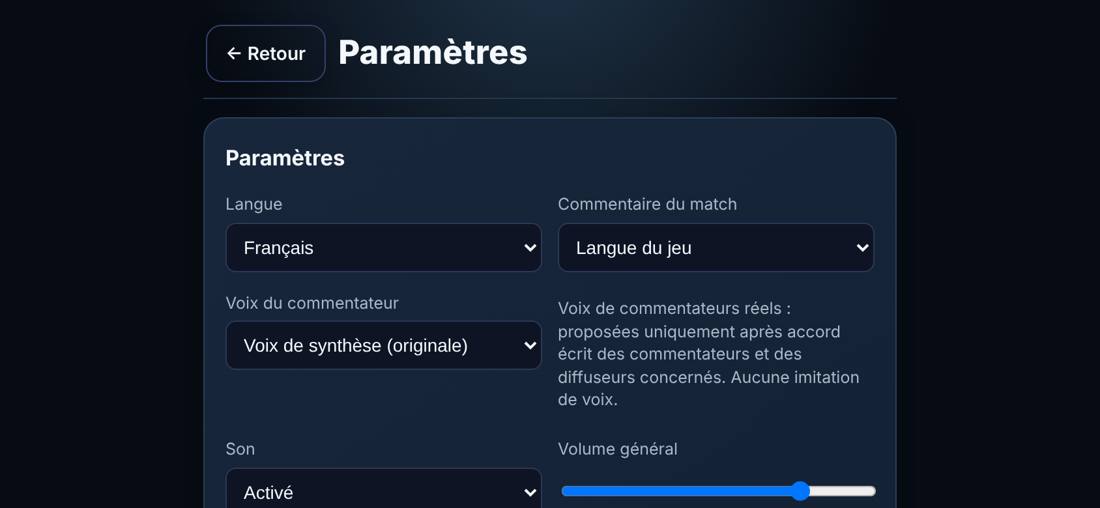 ← Retour
Paramètres
Paramètres
Langue
Commentaire du match
Français
Langue du jeu
Voix du commentateur
Voix de synthèse (originale)
Voix de commentateurs réels :
proposées uniquement après accord
écrit des commentateurs et des
diffuseurs concernés. Aucune imitation
de voix.
Son
Volume général
Activé